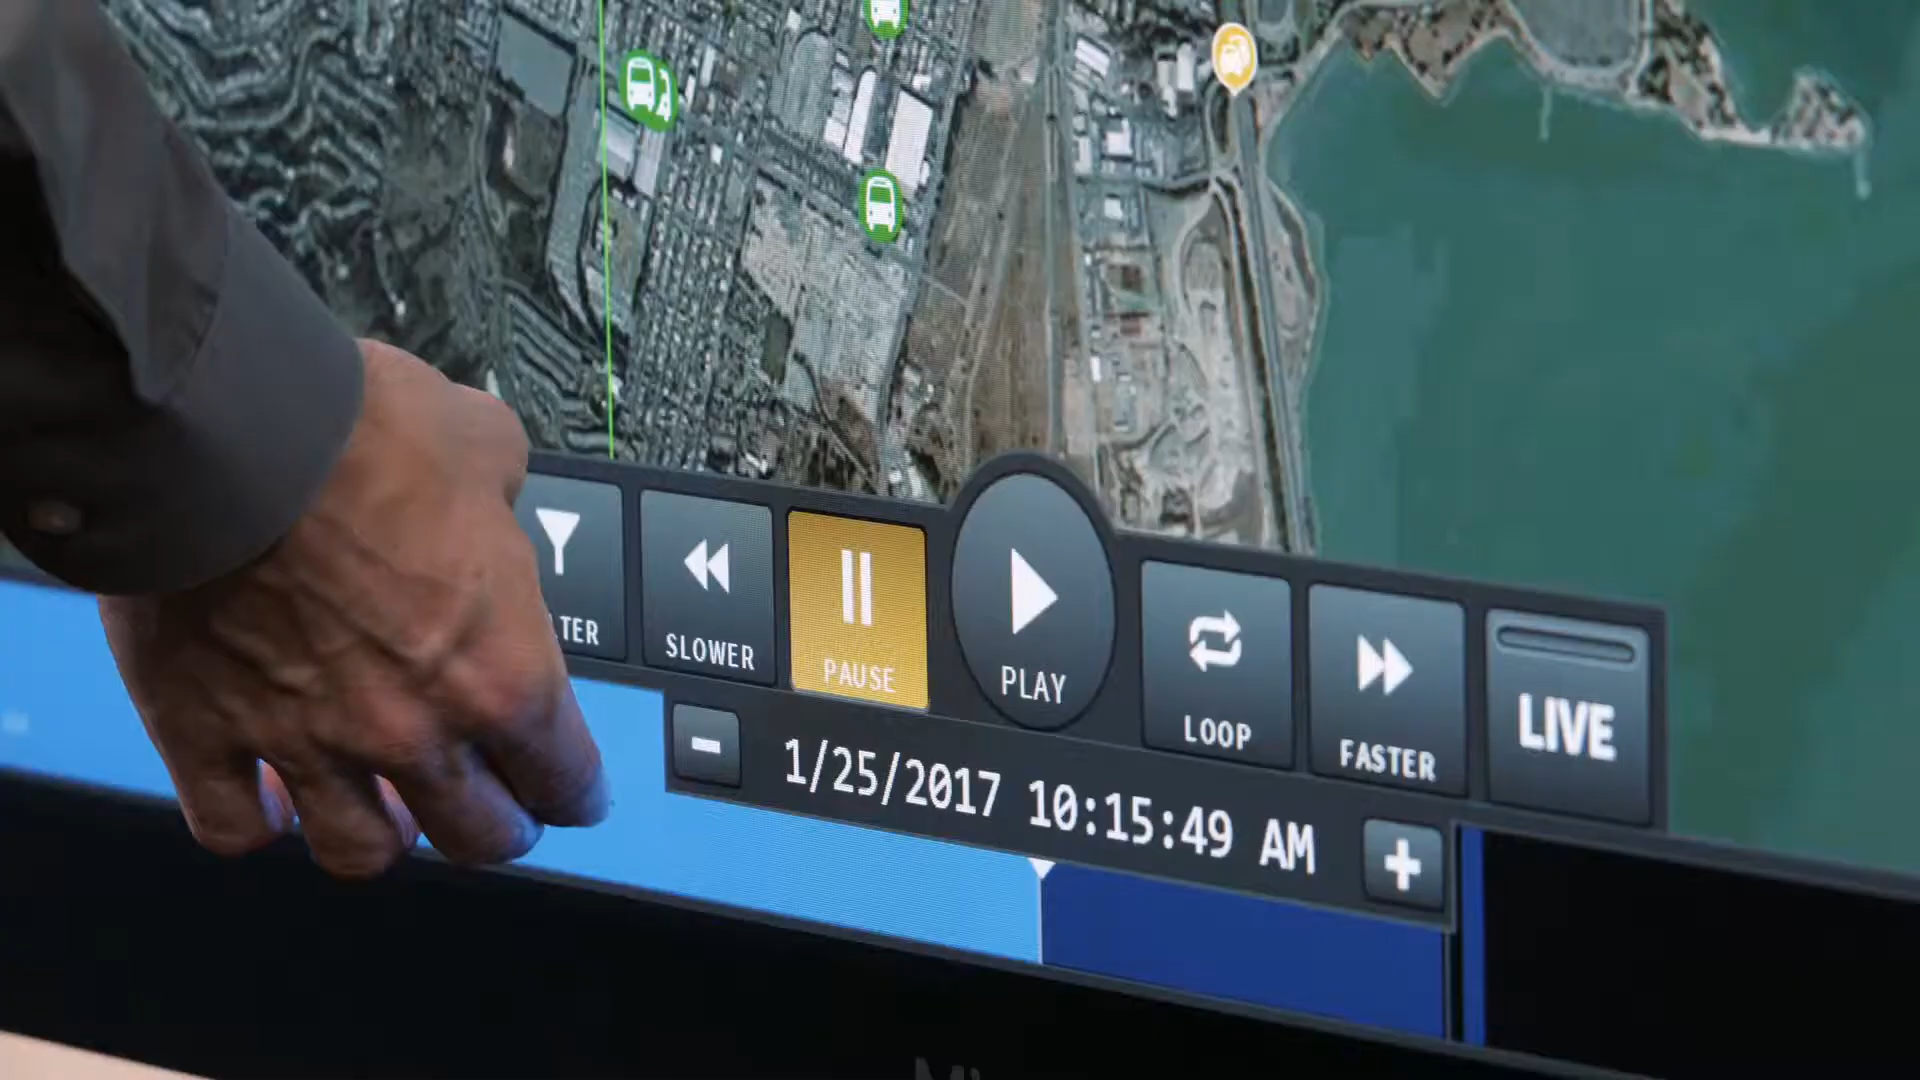 LTER
SLOWER
PAUSE
PLAY
LOOP
FASTER
LIVE
1/25/2017 10:15:49 AM